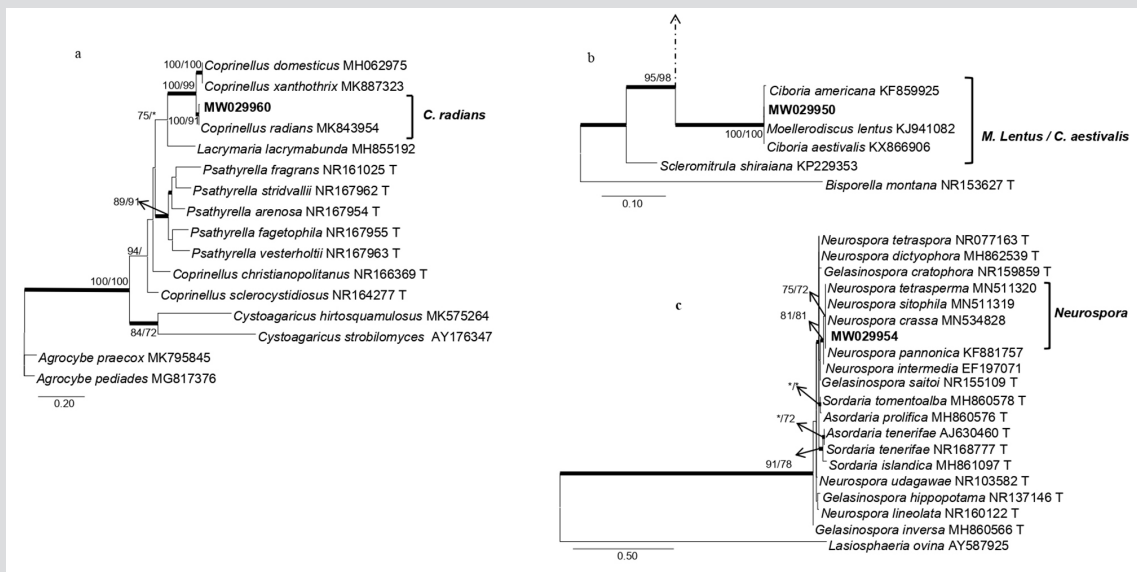 a
100/100
Coprinellus domesticus MH062975
100/99
Coprinellus xanthothrix MK887323
MW029960
75/*
100/91
Coprinellus radians MK843954
C. radians
Lacrymaria lacrymabunda MH855192
Psathyrella fragrans NR161025 T
Psathyrella stridvallii NR167962 T
89/91
Psathyrella arenosa NR167954 T
Psathyrella fagetophila NR167955 T
94/
Psathyrella vesterholtii NR167963 T
Coprinellus christianopolitanus NR166369 T
100/100
Coprinellus sclerocystidiosus NR164277 T
Cystoagaricus hirtosquamulosus MK575264
84/72
Cystoagaricus strobilomyces AY176347
Agrocybe praecox MK795845
Agrocybe pediades MG817376
0.20
b
95/98
Ciboria americana KF859925
MW029950
100/100
Moellerodiscus lentus KJ941082
Ciboria aestivalis KX866906
M. Lentus / C. aestivalis
Scleromitrula shiraiana KP229353
Bisporella montana NR153627 T
0.10
c
Neurospora tetraspora NR077163 T
Neurospora dictyophora MH862539 T
Gelasinospora cratophora NR159859 T
75/72
Neurospora tetrasperma MN511320
Neurospora sitophila MN511319
81/81
Neurospora crassa MN534828
Neurospora
MW029954
Neurospora pannonica KF881757
Neurospora intermedia EF197071
Gelasinospora saitoi NR155109 T
*/*
Sordaria tomentoalba MH860578 T
Asordaria prolifica MH860576 T
*/72
Asordaria tenerifae AJ630460 T
Sordaria tenerifae NR168777 T
91/78
Sordaria islandica MH861097 T
Neurospora udagawae NR103582 T
Gelasinospora hippopotama NR137146 T
Neurospora lineolata NR160122 T
Gelasinospora inversa MH860566 T
Lasiosphaeria ovina AY587925
0.50